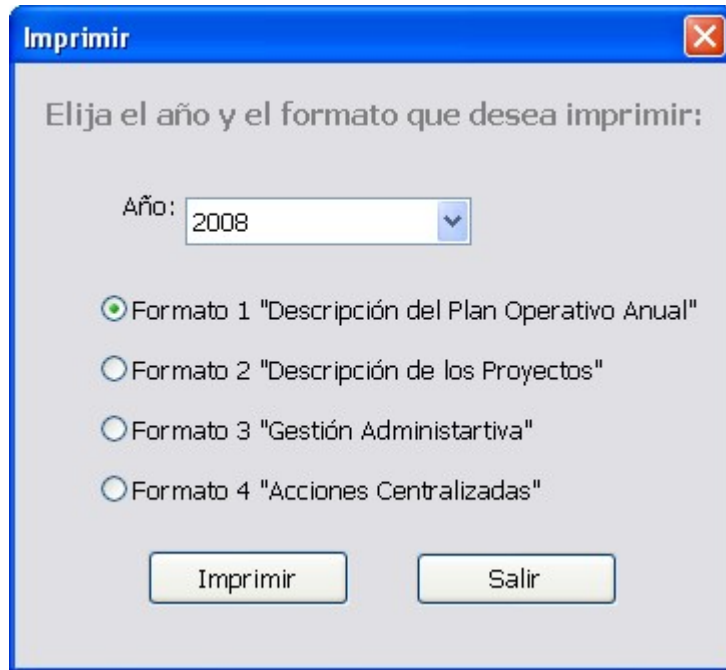 Imprimir
Elija el año y el formato que desea imprimir:
Año: 2008
Formato 1 "Descripción del Plan Operativo Anual"
Formato 2 "Descripción de los Proyectos"
Formato 3 "Gestión Administartiva"
Formato 4 "Acciones Centralizadas"
Imprimir Salir